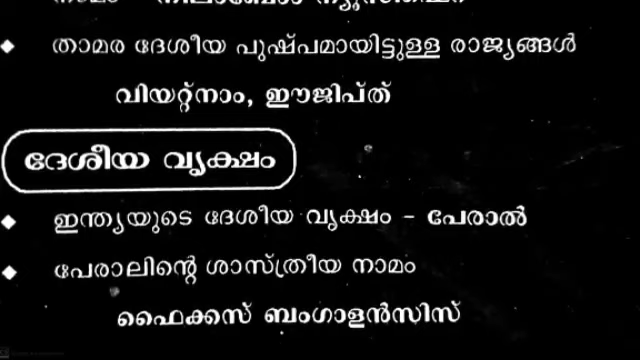 താമര ദേശീയ പുഷ്പമായിട്ടുള്ള രാജ്യങ്ങൾ
വിയറ്റ്നാം, ഈജിപ്ത്
ദേശീയ വൃക്ഷം
ഇന്ത്യയുടെ ദേശീയ വൃക്ഷം - പേരാൽ
പേരാലിന്റെ ശാസ്ത്രീയ നാമം
ഫൈക്കസ് ബംഗാളൻസിസ്